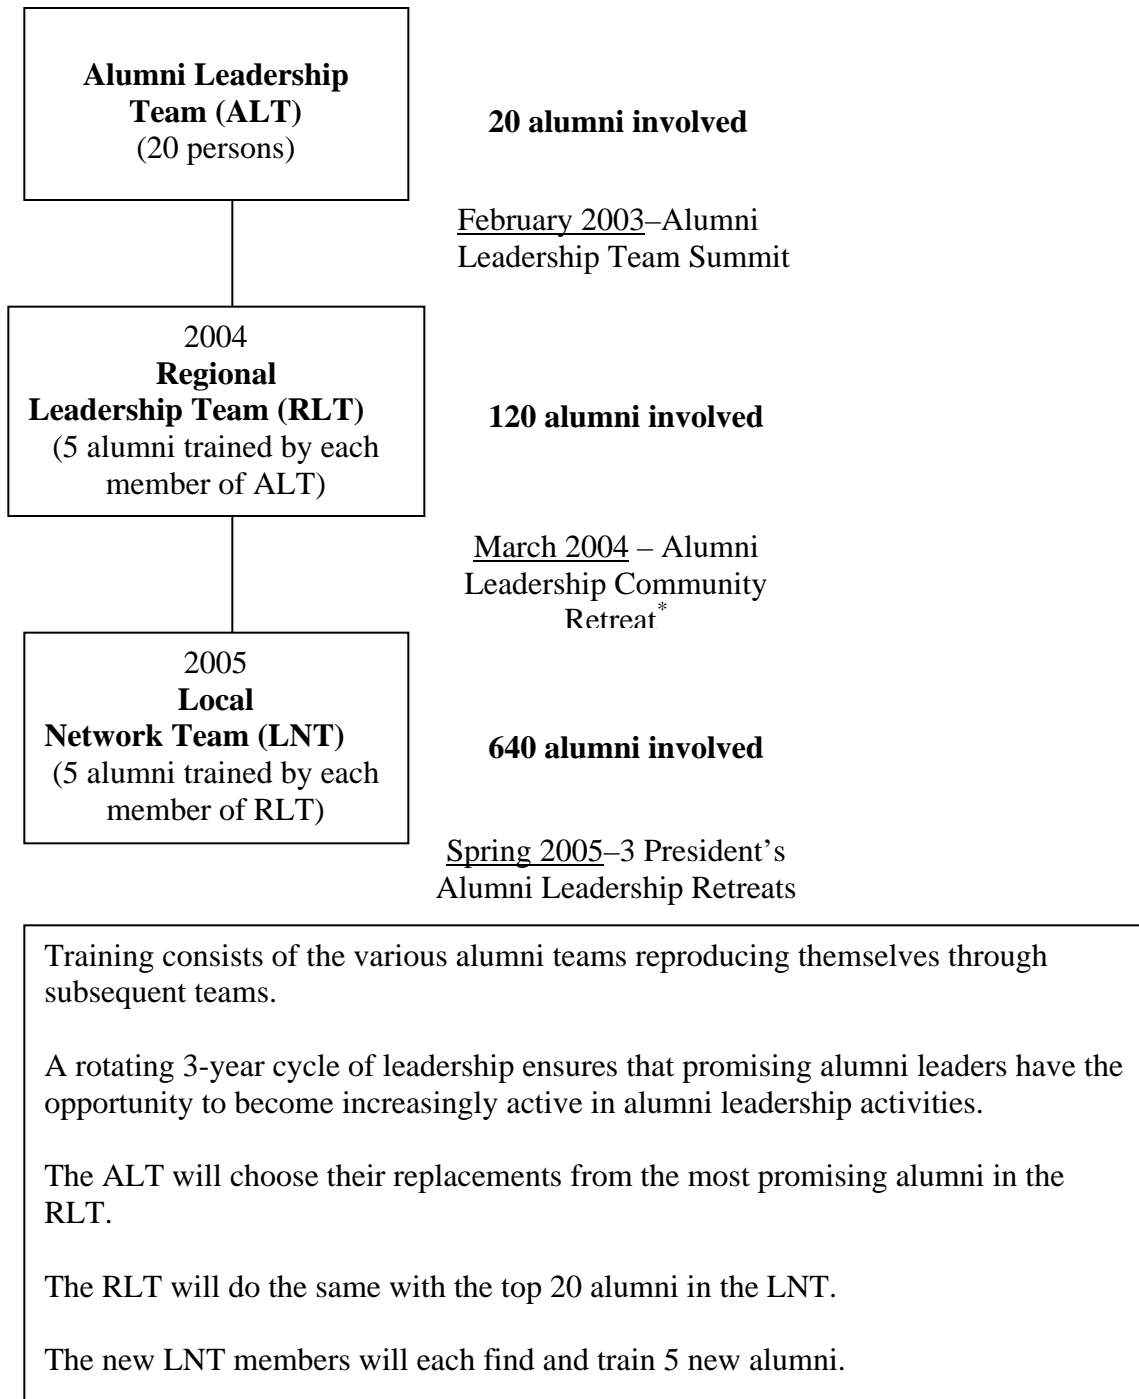 Alumni Leadership
Team (ALT)
(20 persons)
20 alumni involved
February 2003–Alumni
Leadership Team Summit
2004
Regional
Leadership Team (RLT)
(5 alumni trained by each
member of ALT)
120 alumni involved
March 2004 – Alumni
Leadership Community
Retreat*
2005
Local
Network Team (LNT)
(5 alumni trained by each
member of RLT)
640 alumni involved
Spring 2005–3 President’s
Alumni Leadership Retreats
Training consists of the various alumni teams reproducing themselves through
subsequent teams.
A rotating 3-year cycle of leadership ensures that promising alumni leaders have the
opportunity to become increasingly active in alumni leadership activities.
The ALT will choose their replacements from the most promising alumni in the
RLT.
The RLT will do the same with the top 20 alumni in the LNT.
The new LNT members will each find and train 5 new alumni.